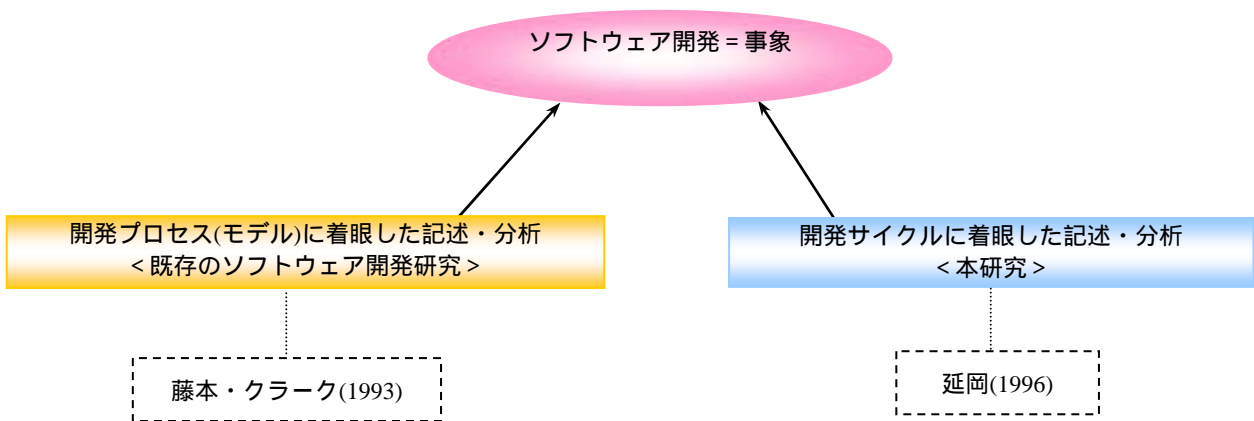 ソフトウェア開発 = 事象
開発プロセス(モデル)に着眼した記述・分析
< 既存のソフトウェア開発研究 >
開発サイクルに着眼した記述・分析
< 本研究 >
藤本・クラーク(1993)
延岡(1996)